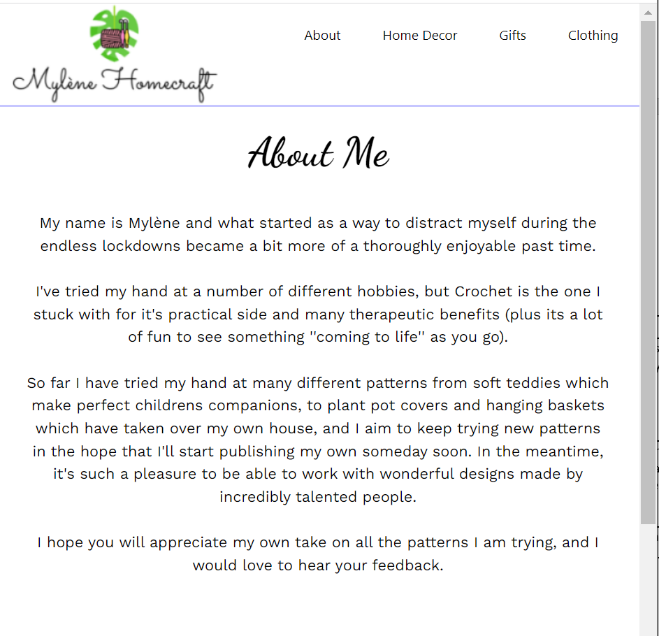 About Home Decor Gifts Clothing
Mylène Homecraft
About Me
My name is Mylène and what started as a way to distract myself during the
endless lockdowns became a bit more of a thoroughly enjoyable past time.
I've tried my hand at a number of different hobbies, but Crochet is the one I
stuck with for it's practical side and many therapeutic benefits (plus its a lot
of fun to see something "coming to life" as you go).
So far I have tried my hand at many different patterns from soft teddies which
make perfect childrens companions, to plant pot covers and hanging baskets
which have taken over my own house, and I aim to keep trying new patterns
in the hope that I'll start publishing my own someday soon. In the meantime,
it's such a pleasure to be able to work with wonderful designs made by
incredibly talented people.
I hope you will appreciate my own take on all the patterns I am trying, and I
would love to hear your feedback.